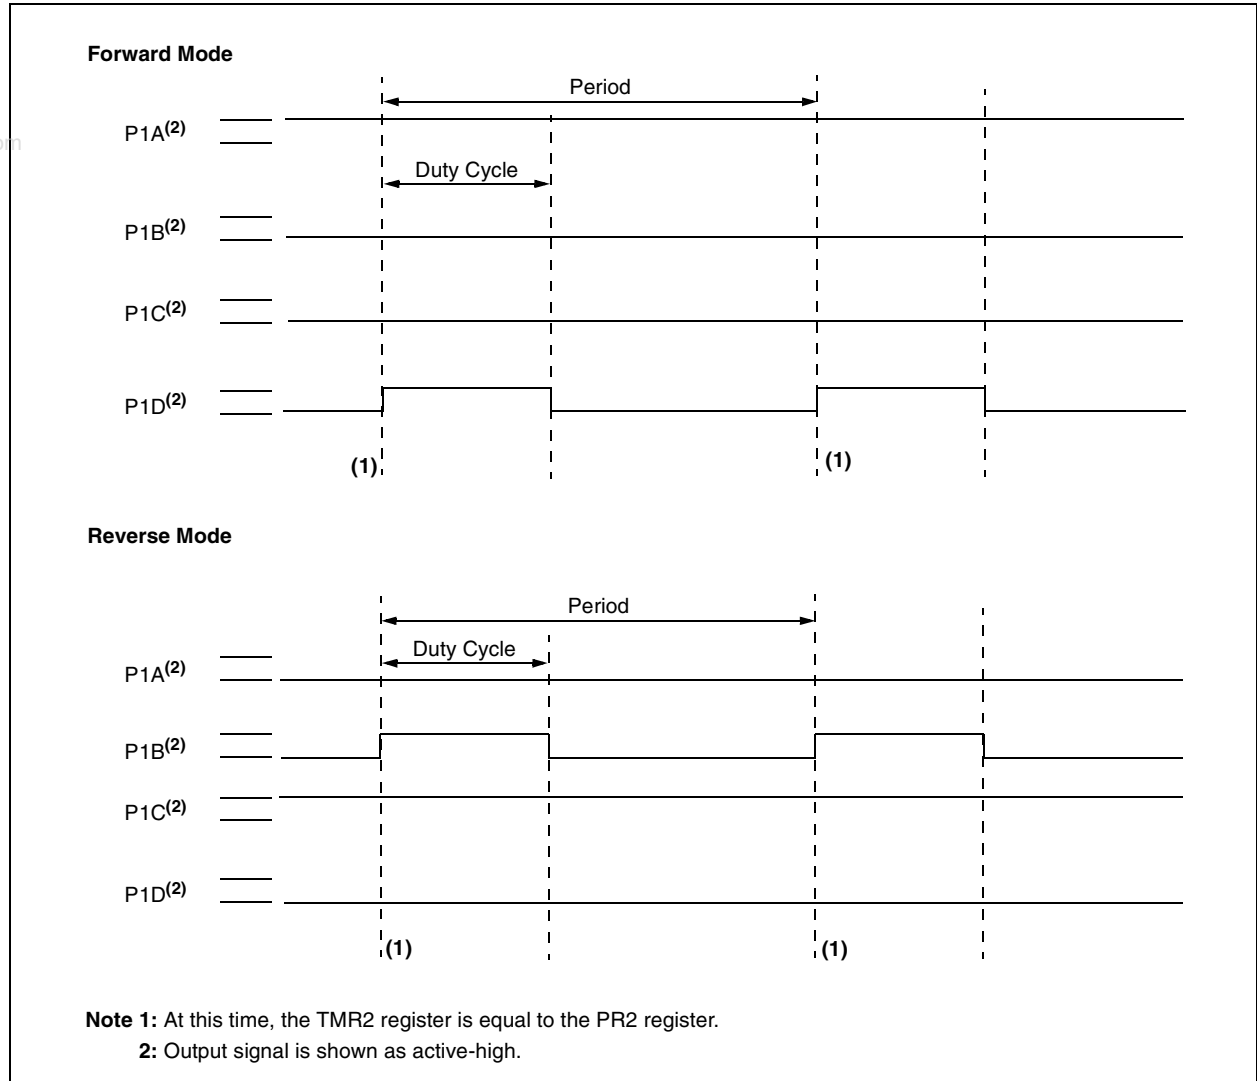 Forward Mode
Period
P1A(2)
om
Duty Cycle
P1B(2)
P1C(2)
P1D(2)
(1)
(1)
Reverse Mode
Period
Duty Cycle
P1A(2)
P1B(2)
P1C(2)
P1D(2)
(1)
(1)
Note 1: At this time, the TMR2 register is equal to the PR2 register.
2: Output signal is shown as active-high.